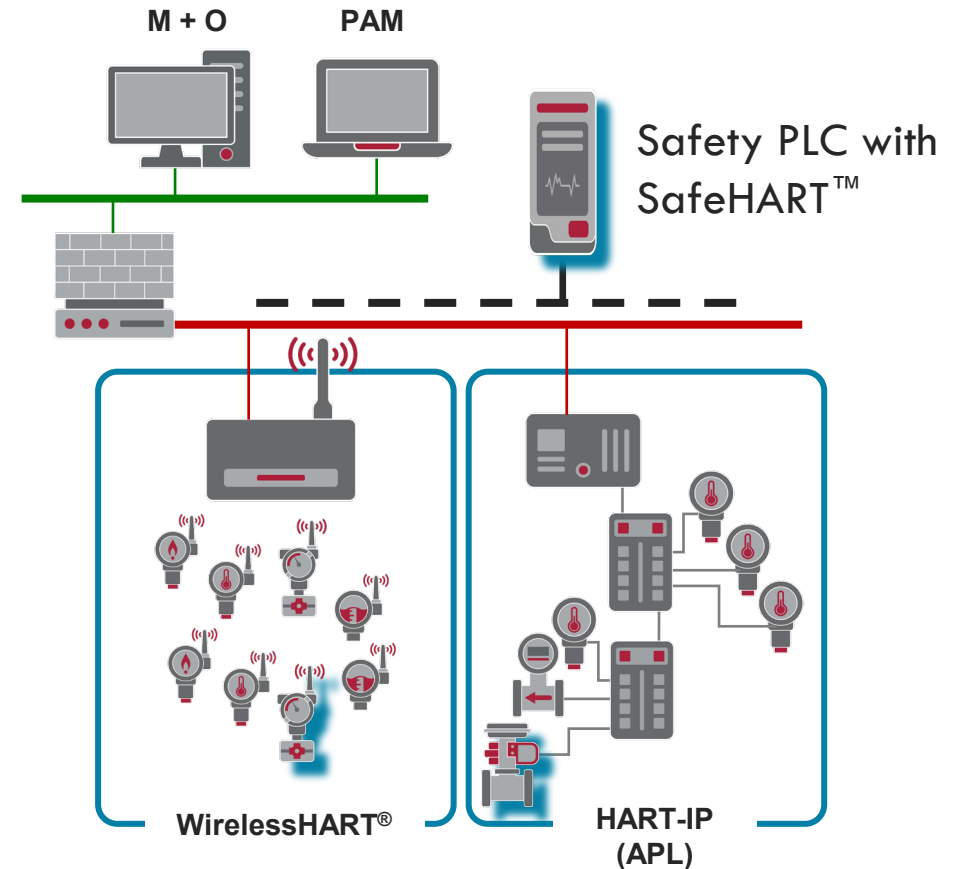 M + O
PAM
Safety PLC with
SafeHART™
WirelessHART®
HART-IP
(APL)